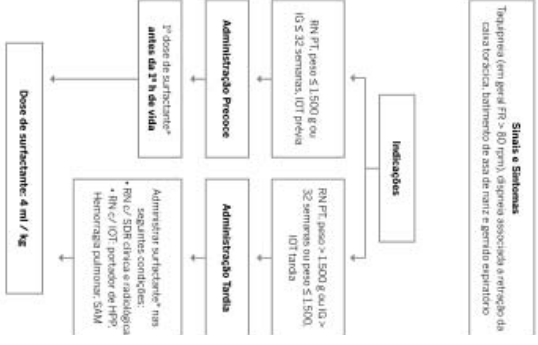 Sinais e Sintomas
Taquipneia (em geral FR > 80 rpm), dispneia associada a retração da
caixa torácica, batimento de asa de nariz e gemido expiratório
Indicações
RN PT, peso ≤ 1.500 g ou
IG ≤ 32 semanas, IOT prévia
RN PT, peso > 1.500 g ou IG >
32 semanas ou peso ≤ 1.500,
IOT tardia
Administração Precoce
Administração Tardia
1ª dose de surfactante*
antes da 1ª h de vida
Administrar surfactante* nas
seguintes condições:
• RN c/ SDR clínica e radiológica
• RN c/ IOT: portador de HPP,
Hemorragia pulmonar, SAM
Dose de surfactante: 4 ml / kg